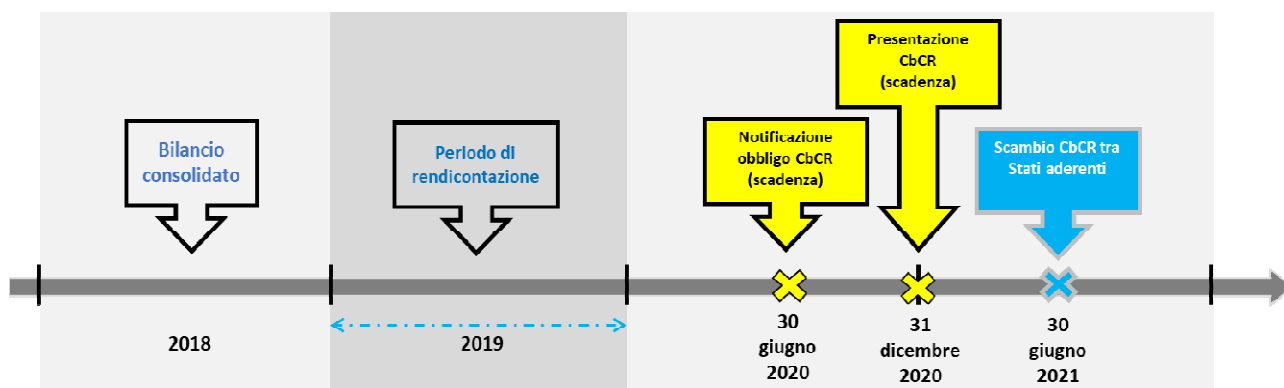 Bilancio
consolidato
Periodo di
rendicontazione
Notificazione
obbligo CbCR
(scadenza)
Presentazione
CbCR
(scadenza)
Scambio CbCR tra
Stati aderenti
2018
2019
30
giugno
2020
31
dicembre
2020
30
giugno
2021